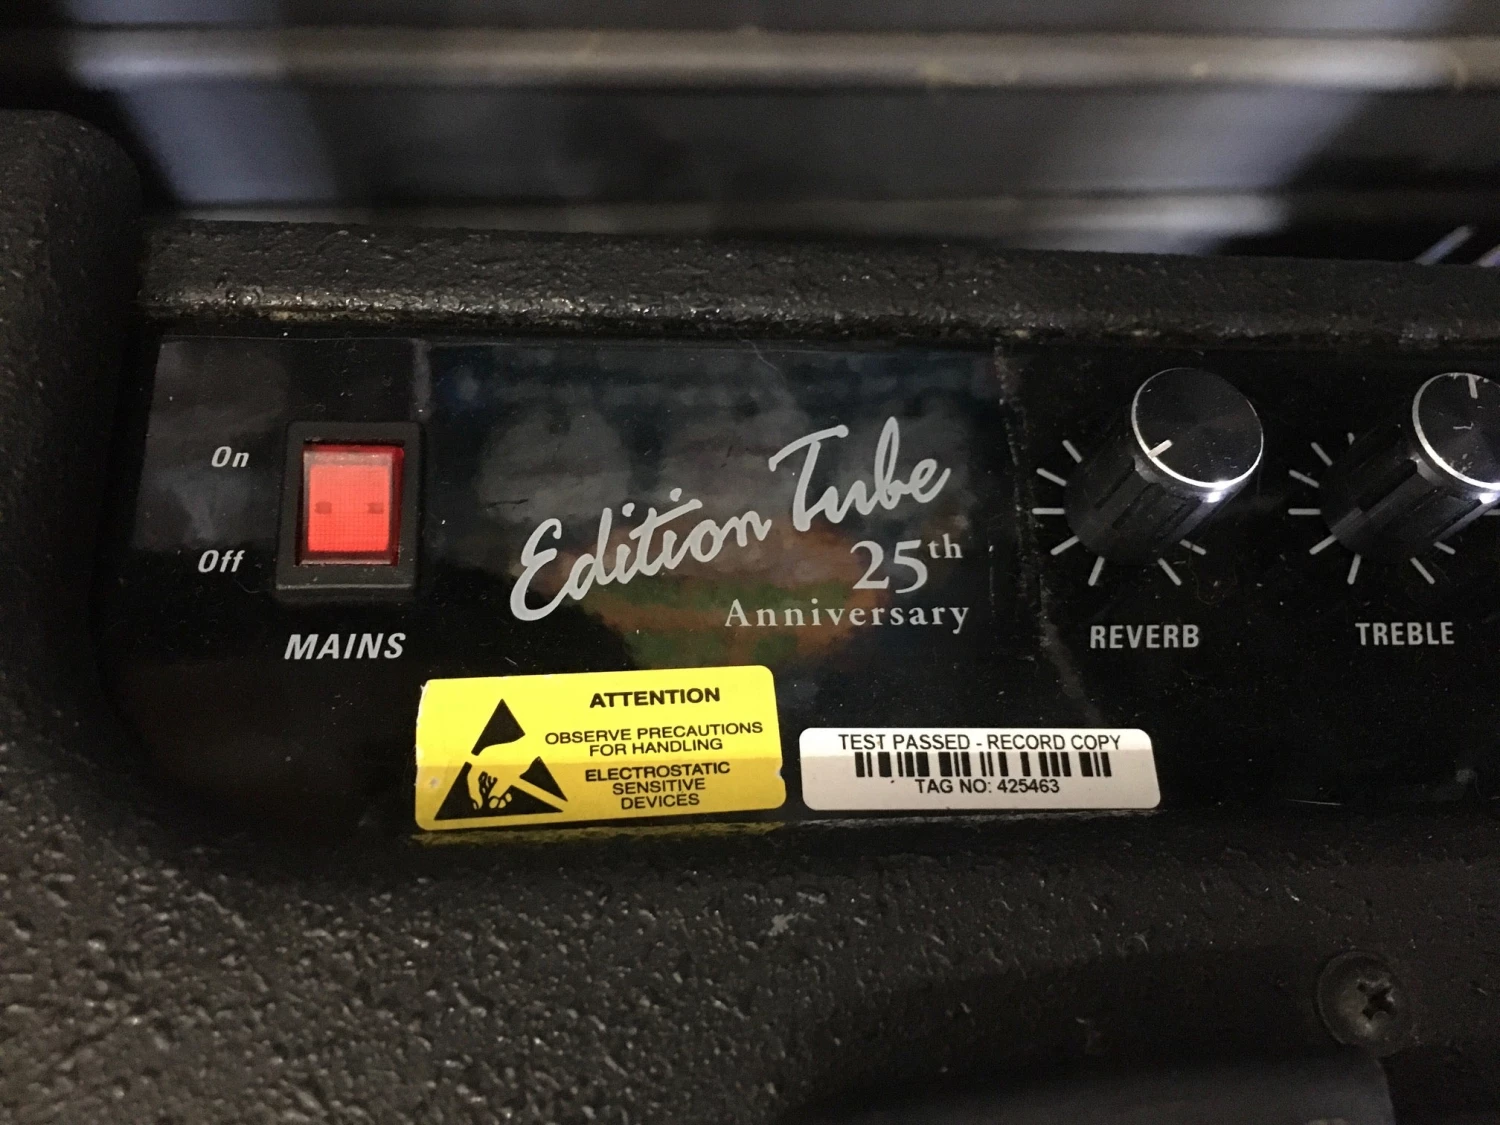 On
Off
MAINS
Edition Tube
25th
Anniversary
REVERB
TREBLE
ATTENTION
OBSERVE PRECAUTIONS
FOR HANDLING
ELECTROSTATIC
SENSITIVE
DEVICES
TEST PASSED - RECORD COPY
TAG NO: 425463